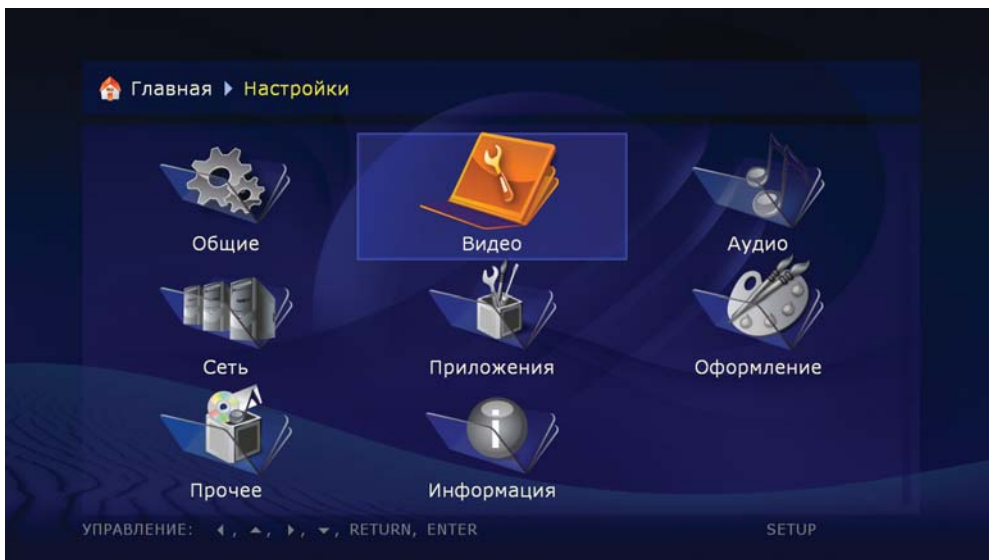 Главная Настройки
Общие Видео Аудио
Сеть Приложения Оформление
Прочее Информация
УПРАВЛЕНИЕ: , , , , RETURN, ENTER SETUP